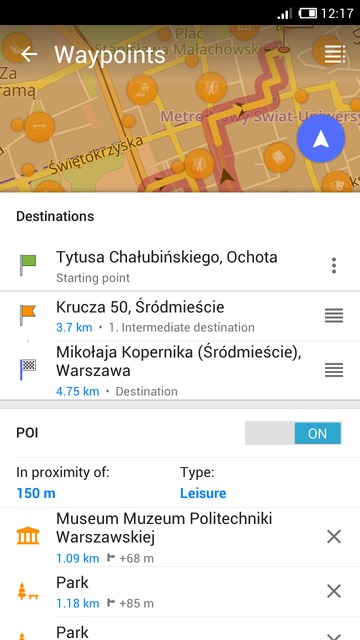 12:17
Waypoints
Plac
Stanisława Małachowsk
Za
ramą
Świat-Uniwersy
Świętokrzyska
Destinations
Tytusa Chałubińskiego, Ochota
Starting point
Krucza 50, Śródmieście
3.7 km • 1. Intermediate destination
Mikołaja Kopernika (Śródmieście),
Warszawa
4.75 km • Destination
POI
ON
In proximity of:
Type:
150 m
Leisure
Museum Muzeum Politechniki
Warszawskiej
1.09 km +68 m
Park
1.18 km +85 m
Park